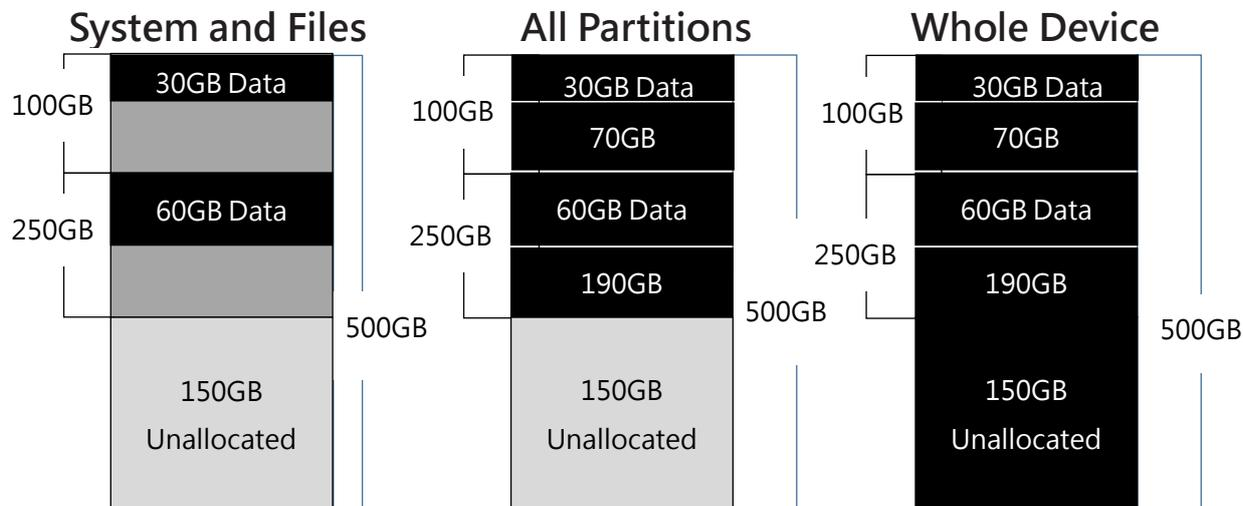 System and Files
100GB
30GB Data
60GB Data
250GB
500GB
150GB
Unallocated
All Partitions
100GB
30GB Data
70GB
60GB Data
250GB
190GB
500GB
150GB
Unallocated
Whole Device
100GB
30GB Data
70GB
60GB Data
250GB
190GB
500GB
150GB
Unallocated